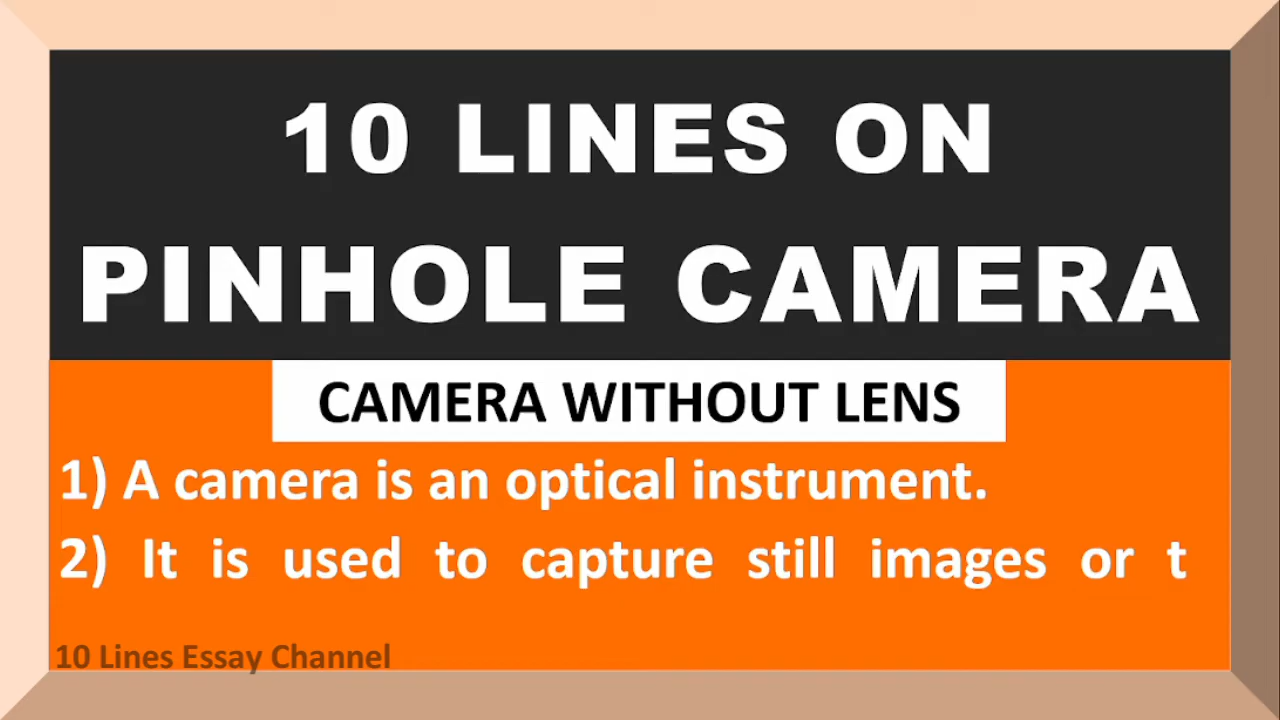 10 LINES ON
PINHOLE CAMERA
CAMERA WITHOUT LENS
1) A camera is an optical instrument.
2) It is used to capture still images or t
10 Lines Essay Channel